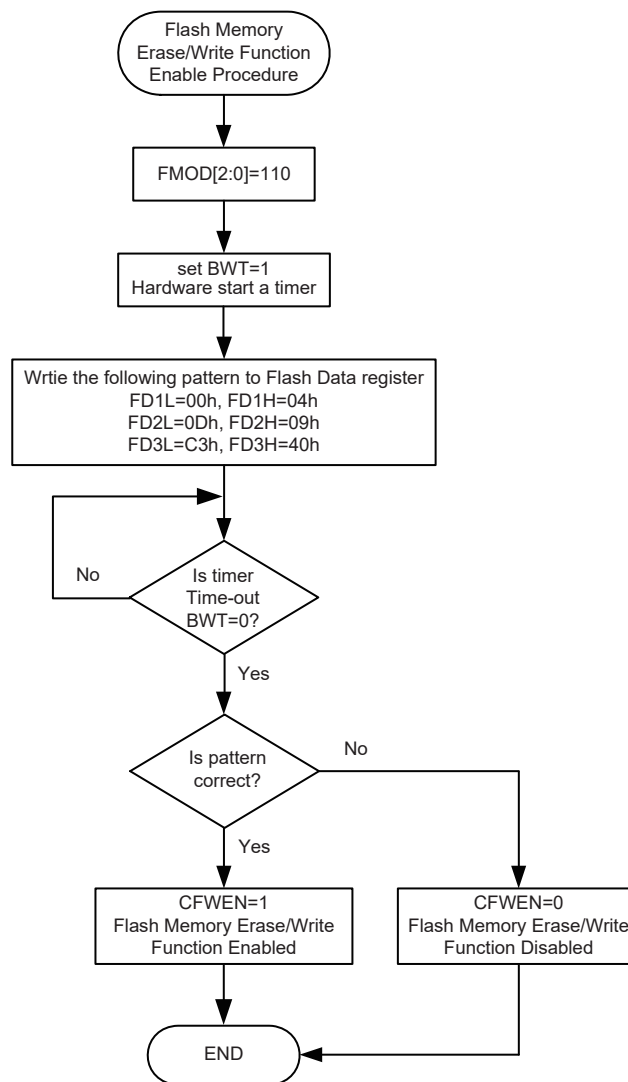 Flash Memory
Erase/Write Function
Enable Procedure
FMOD[2:0]=110
set BWT=1
Hardware start a timer
Wrtie the following pattern to Flash Data register
FD1L=00h, FD1H=04h
FD2L=0Dh, FD2H=09h
FD3L=C3h, FD3H=40h
No
Is timer
Time-out
BWT=0?
Yes
Is pattern
correct?
No
Yes
CFWEN=1
Flash Memory Erase/Write
Function Enabled
CFWEN=0
Flash Memory Erase/Write
Function Disabled
END